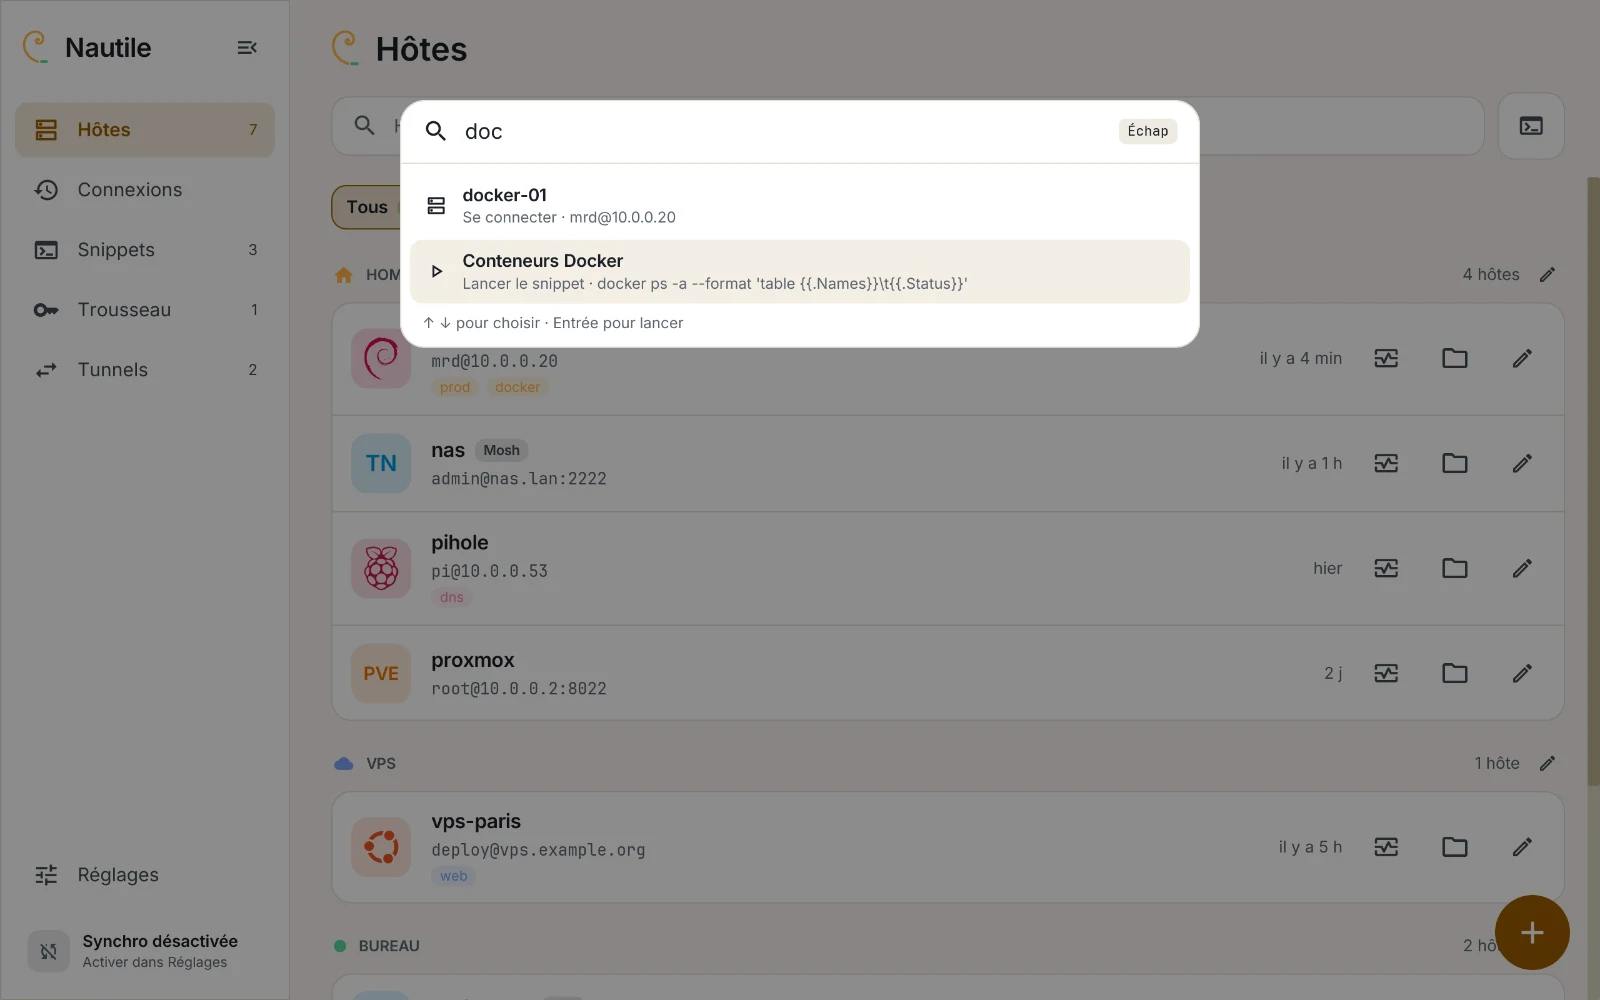 Nautile
Hôtes 7
Connexions
Snippets 3
Trousseau 1
Tunnels 2
Réglages
Synchro désactivée
Activer dans Réglages
Hôtes
doc Échap
docker-01
Se connecter · mrd@10.0.0.20
Conteneurs Docker
Lancer le snippet · docker ps -a --format 'table {{.Names}}\t{{.Status}}'
↑ ↓ pour choisir · Entrée pour lancer
Tous
4 hôtes
mrd@10.0.0.20
prod docker
il y a 4 min
TN
nas Mosh
admin@nas.lan:2222
il y a 1 h
pihole
pi@10.0.0.53
dns
hier
PVE
proxmox
root@10.0.0.2:8022
2 j
VPS
1 hôte
vps-paris
deploy@vps.example.org
web
il y a 5 h
BUREAU
2